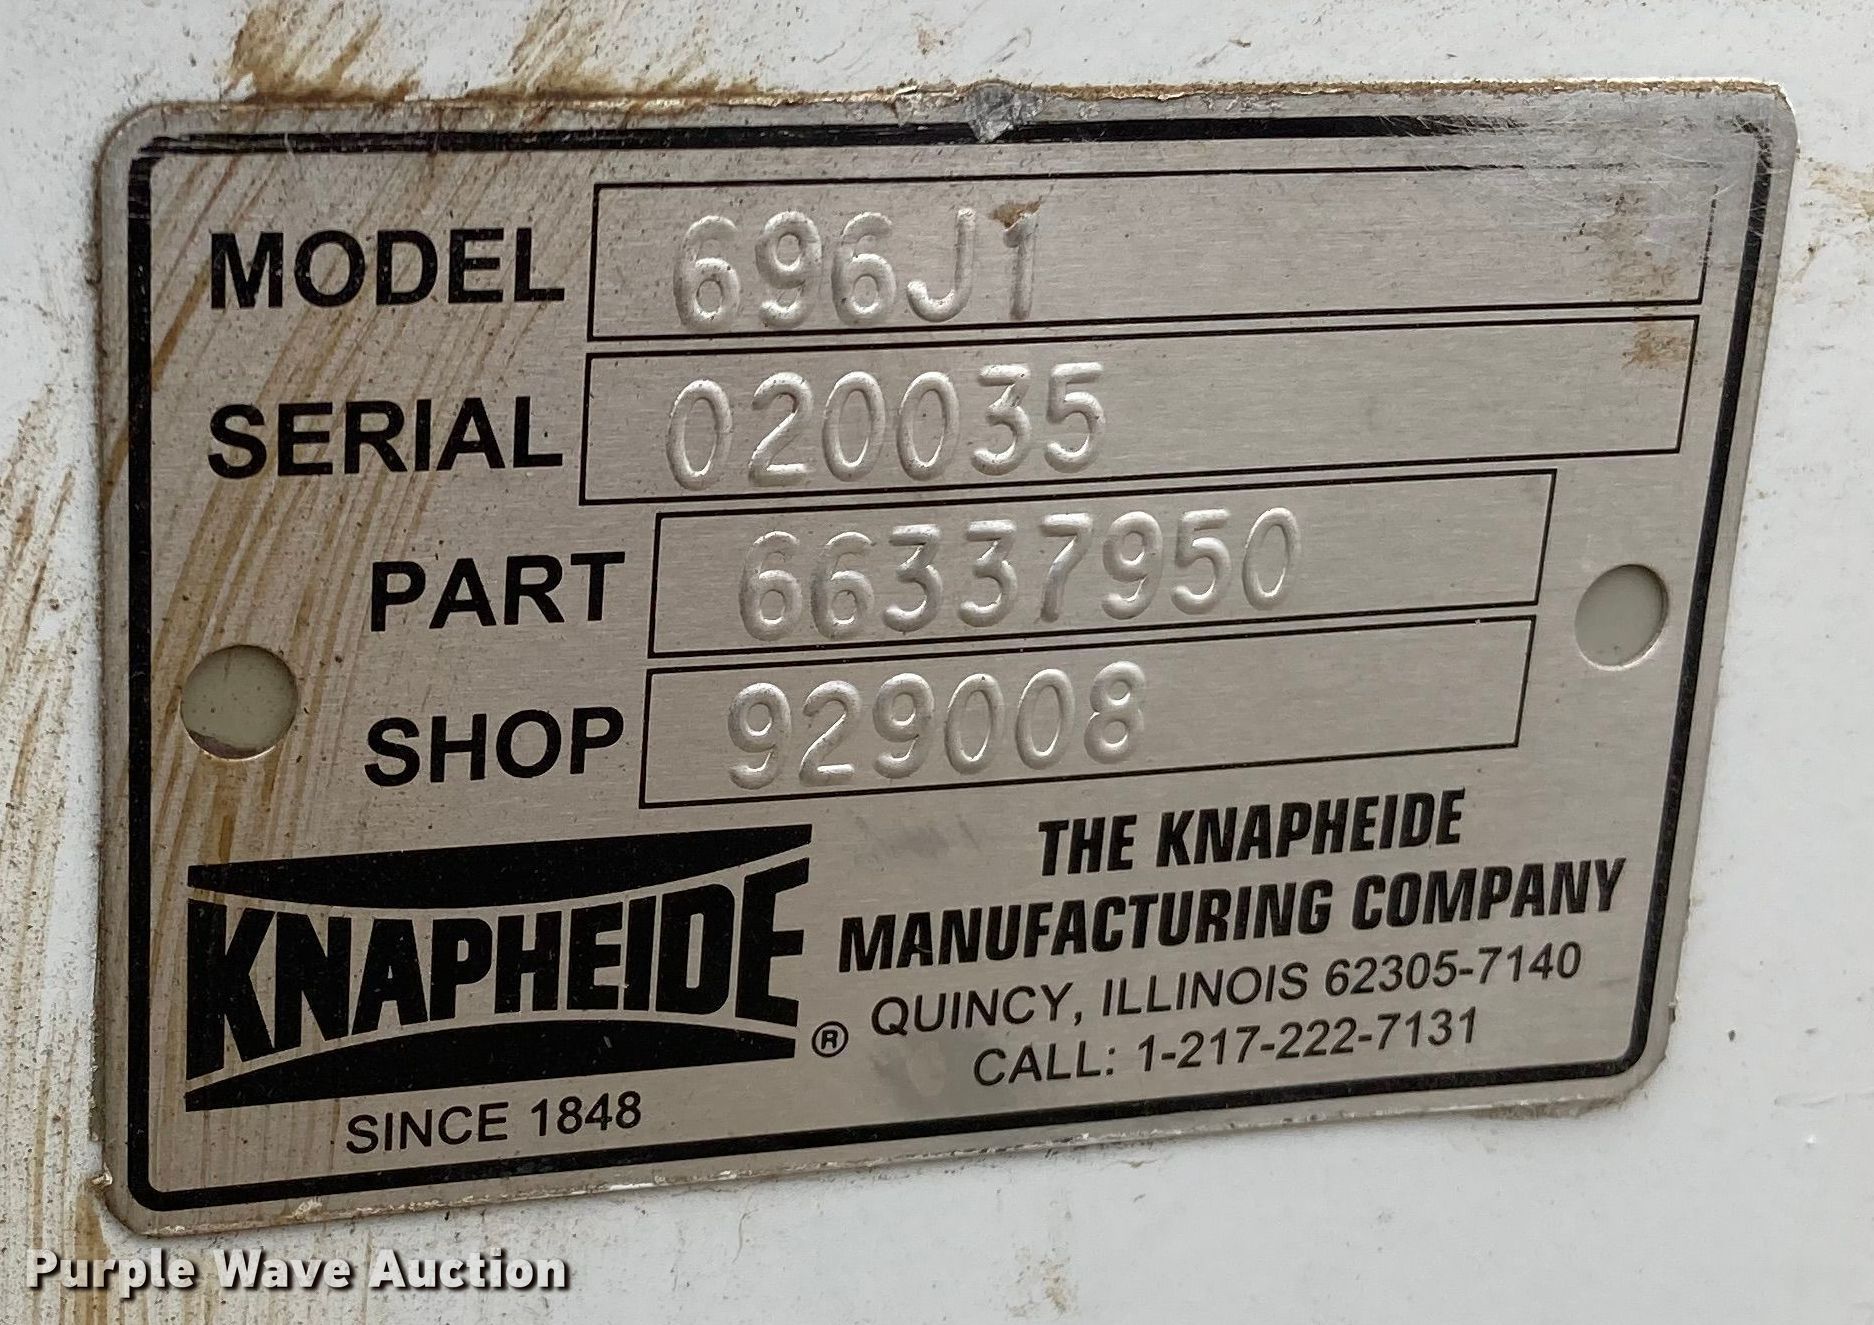 MODEL 696J1
SERIAL 020035
PART 66337950
SHOP 929008
KNAPHEIDE ®
SINCE 1848
THE KNAPHEIDE
MANUFACTURING COMPANY
QUINCY, ILLINOIS 62305-7140
CALL: 1-217-222-7131
Purple Wave Auction